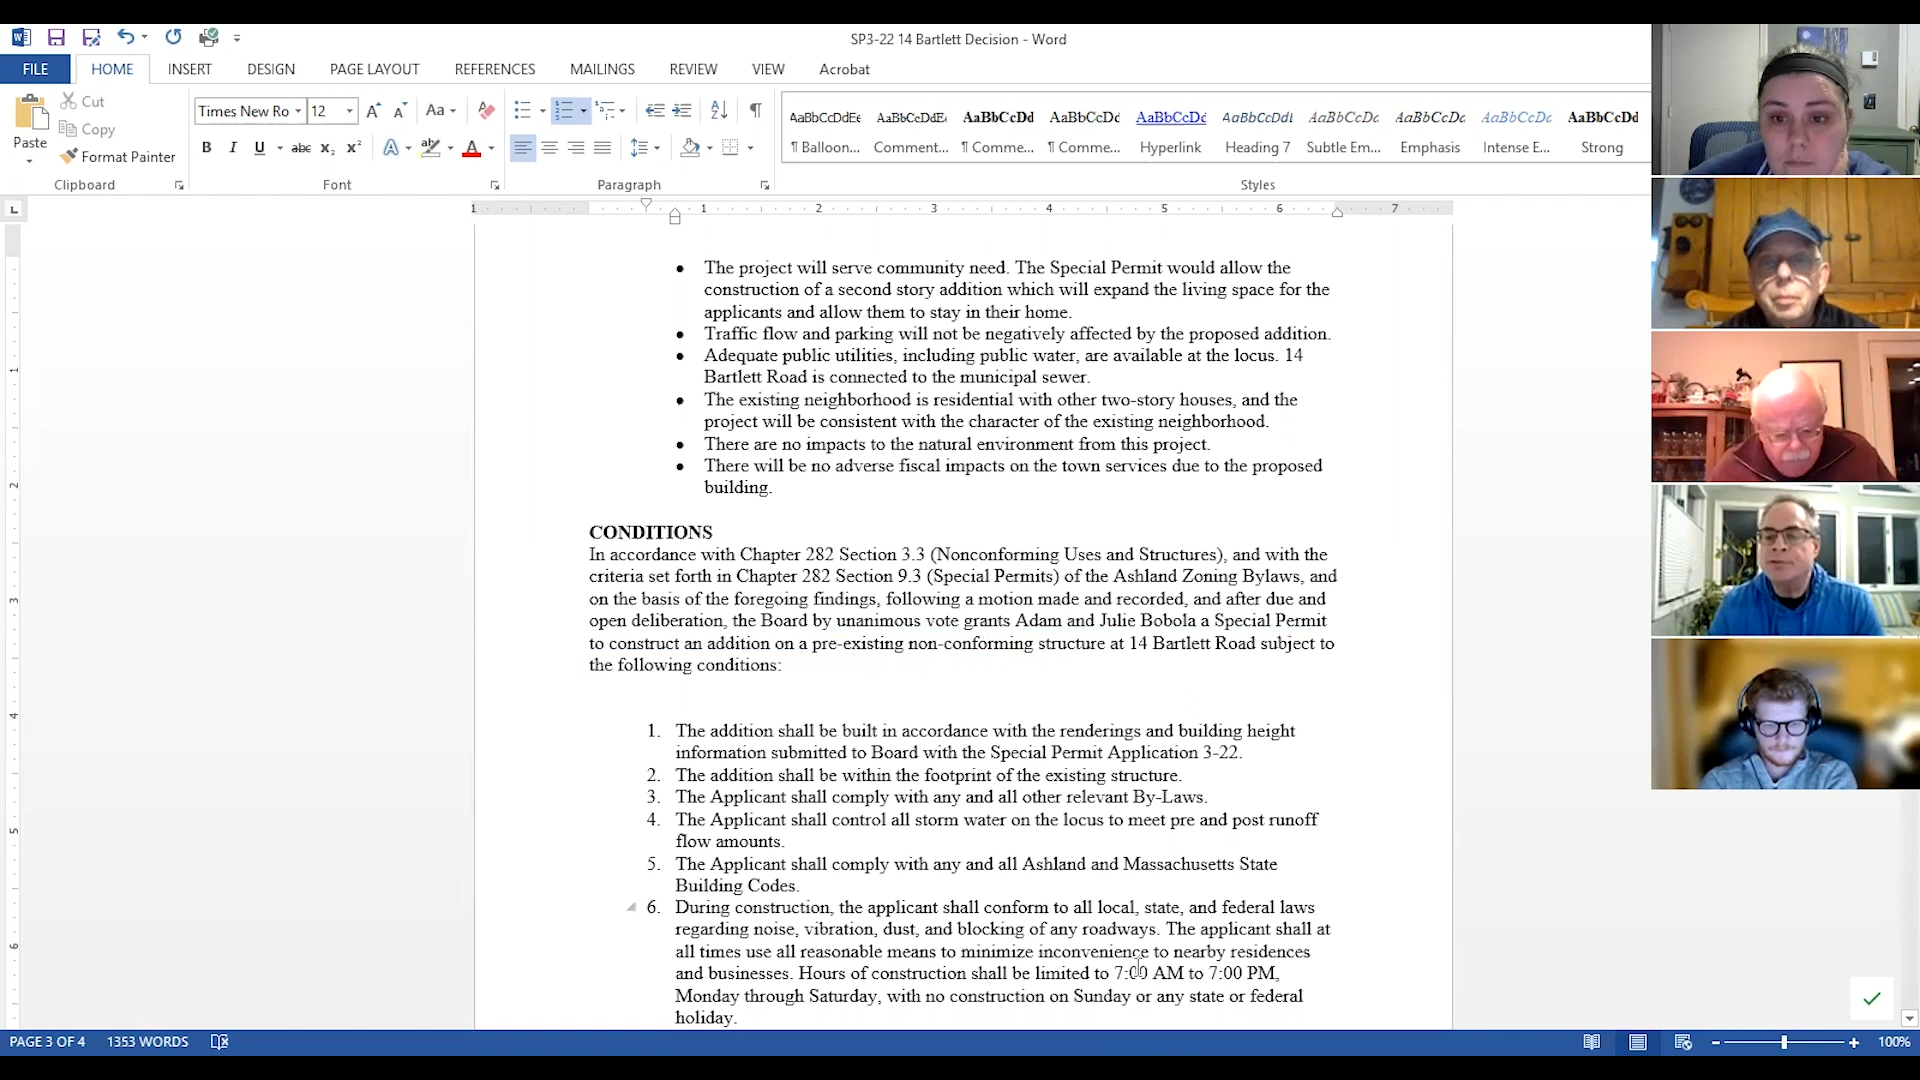 SP3-22 14 Bartlett Decision - Word
FILE HOME INSERT DESIGN PAGE LAYOUT REFERENCES MAILINGS REVIEW VIEW Acrobat
Cut
Copy
Format Painter
Paste
Clipboard
Times New Ro 12
Font
Paragraph
AaBbCcDdEe AaBbCcDdE AaBbCcDd AaBbCcDd AaBbCcDd AaBbCcDdI AaBbCcDd AaBbCcDd AaBbCcDd AaBbCcDd
¶ Balloon... Comment... ¶ Comme... ¶ Comme... Hyperlink Heading 7 Subtle Em... Emphasis Intense E... Strong
Styles
1 1 2 3 4 5 6 7
• The project will serve community need. The Special Permit would allow the
construction of a second story addition which will expand the living space for the
applicants and allow them to stay in their home.
• Traffic flow and parking will not be negatively affected by the proposed addition.
• Adequate public utilities, including public water, are available at the locus. 14
Bartlett Road is connected to the municipal sewer.
• The existing neighborhood is residential with other two-story houses, and the
project will be consistent with the character of the existing neighborhood.
• There are no impacts to the natural environment from this project.
• There will be no adverse fiscal impacts on the town services due to the proposed
building.
CONDITIONS
In accordance with Chapter 282 Section 3.3 (Nonconforming Uses and Structures), and with the
criteria set forth in Chapter 282 Section 9.3 (Special Permits) of the Ashland Zoning Bylaws, and
on the basis of the foregoing findings, following a motion made and recorded, and after due and
open deliberation, the Board by unanimous vote grants Adam and Julie Bobola a Special Permit
to construct an addition on a pre-existing non-conforming structure at 14 Bartlett Road subject to
the following conditions:
1. The addition shall be built in accordance with the renderings and building height
information submitted to Board with the Special Permit Application 3-22.
2. The addition shall be within the footprint of the existing structure.
3. The Applicant shall comply with any and all other relevant By-Laws.
4. The Applicant shall control all storm water on the locus to meet pre and post runoff
flow amounts.
5. The Applicant shall comply with any and all Ashland and Massachusetts State
Building Codes.
6. During construction, the applicant shall conform to all local, state, and federal laws
regarding noise, vibration, dust, and blocking of any roadways. The applicant shall at
all times use all reasonable means to minimize inconvenience to nearby residences
and businesses. Hours of construction shall be limited to 7:00 AM to 7:00 PM,
Monday through Saturday, with no construction on Sunday or any state or federal
holiday.
PAGE 3 OF 4 1353 WORDS 100%